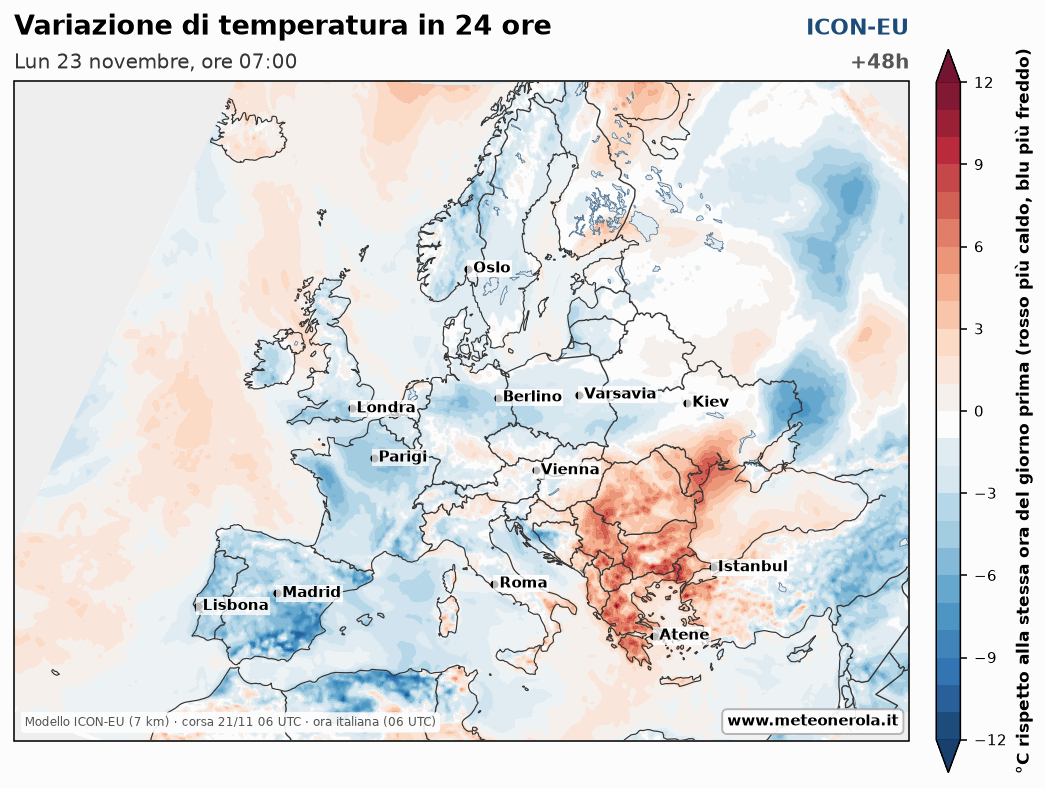 Variazione di temperatura in 24 ore
ICON-EU
Lun 23 novembre, ore 07:00
+48h
Oslo
Londra
Berlino
Varsavia
Kiev
Parigi
Vienna
Istanbul
Roma
Madrid
Lisbona
Atene
Modello ICON-EU (7 km) · corsa 21/11 06 UTC · ora italiana (06 UTC)
www.meteonerola.it
12
9
6
3
0
−3
−6
−9
−12
°C rispetto alla stessa ora del giorno prima (rosso più caldo, blu più freddo)